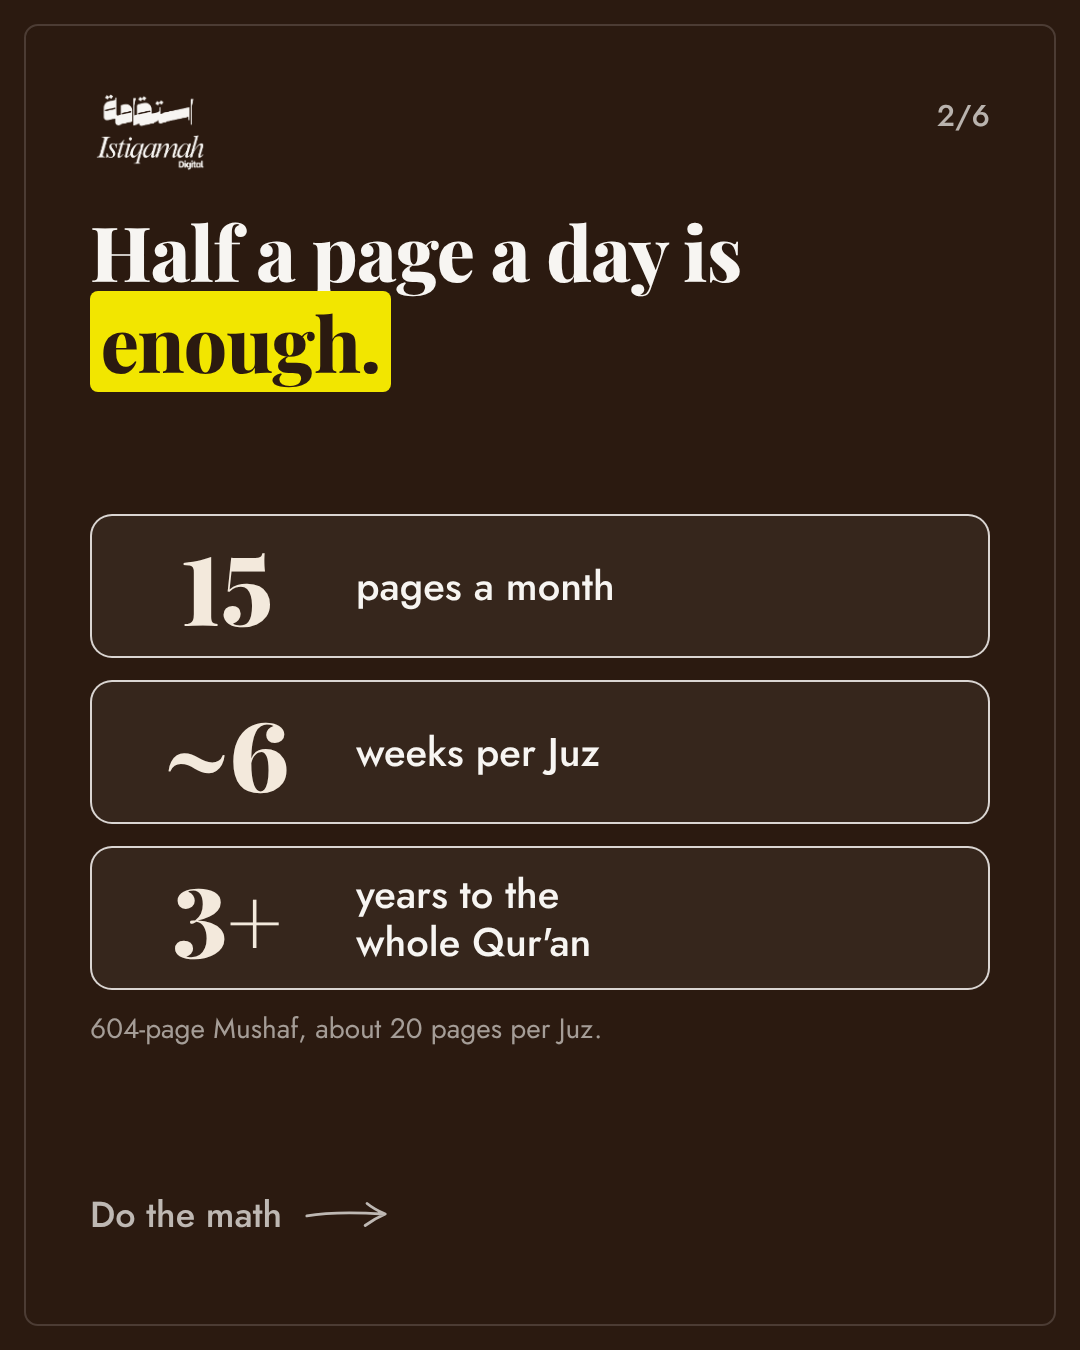 استقامة
Istiqamah
Digital
2/6
Half a page a day is
enough.
15
pages a month
~6
weeks per Juz
3+
years to the
whole Qur'an
604-page Mushaf, about 20 pages per Juz.
Do the math